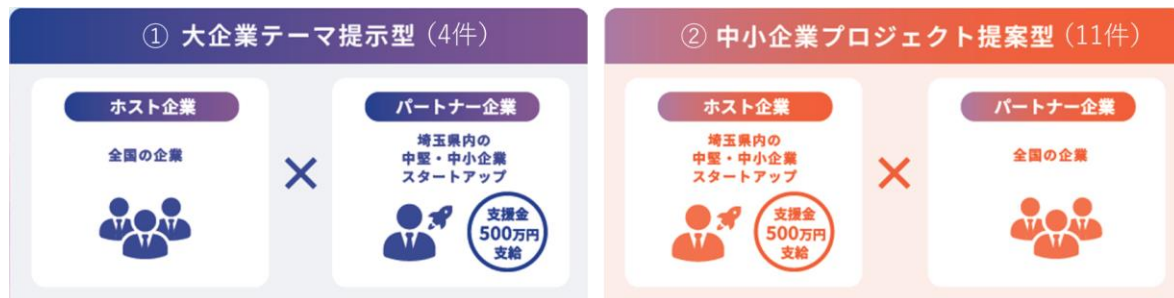 ① 大企業テーマ提示型 (4件)
ホスト企業
全国の企業
パートナー企業
埼玉県内の
中堅・中小企業
スタートアップ
支援金
500万円
支給
② 中小企業プロジェクト提案型 (11件)
ホスト企業
埼玉県内の
中堅・中小企業
スタートアップ
支援金
500万円
支給
パートナー企業
全国の企業